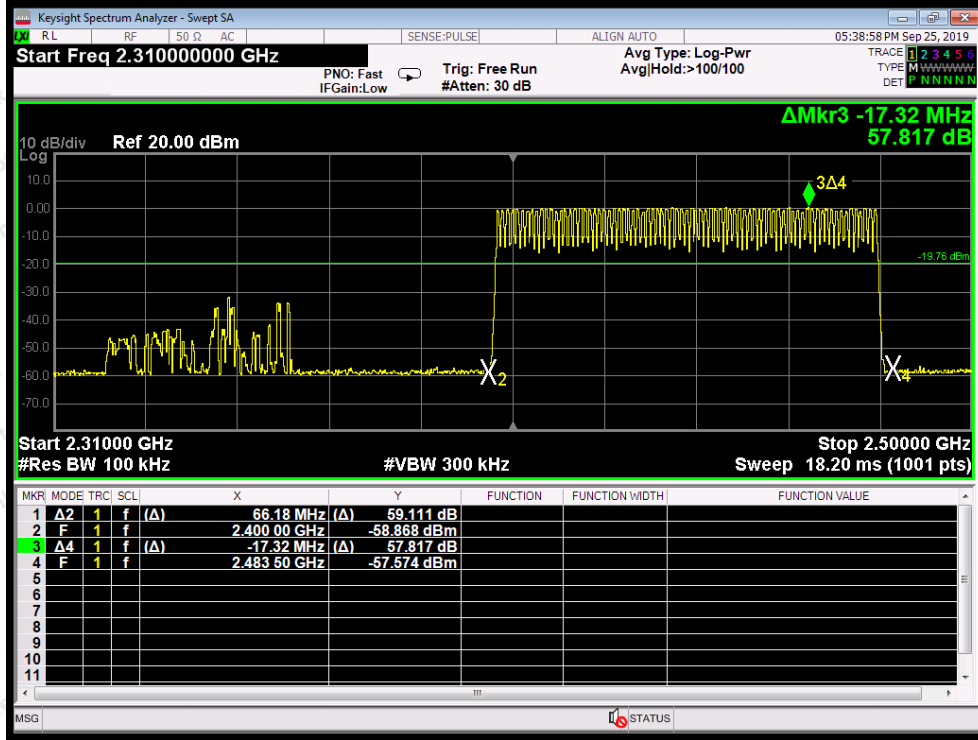 Keysight Spectrum Analyzer - Swept SA
LXI RL RF 50 Ω AC SENSE:PULSE ALIGN AUTO 05:38:58 PM Sep 25, 2019
Start Freq 2.310000000 GHz Avg Type: Log-Pwr TRACE 1 2 3 4 5 6
PNO: Fast Trig: Free Run Avg|Hold:>100/100 TYPE M WWWWW
IFGain:Low #Atten: 30 dB DET P N N N N N
ΔMkr3 -17.32 MHz
10 dB/div Ref 20.00 dBm 57.817 dB
Log
10.0
3Δ4
0.00
-10.0
-20.0 -19.76 dBm
-30.0
-40.0
-50.0
-60.0
2 4
-70.0
Start 2.31000 GHz Stop 2.50000 GHz
#Res BW 100 kHz #VBW 300 kHz Sweep 18.20 ms (1001 pts)
MKR MODE TRC SCL X Y FUNCTION FUNCTION WIDTH FUNCTION VALUE
1 Δ2 1 f (Δ) 66.18 MHz (Δ) 59.111 dB
2 F 1 f 2.400 00 GHz -58.868 dBm
3 Δ4 1 f (Δ) -17.32 MHz (Δ) 57.817 dB
4 F 1 f 2.483 50 GHz -57.574 dBm
5
6
7
8
9
10
11
MSG STATUS